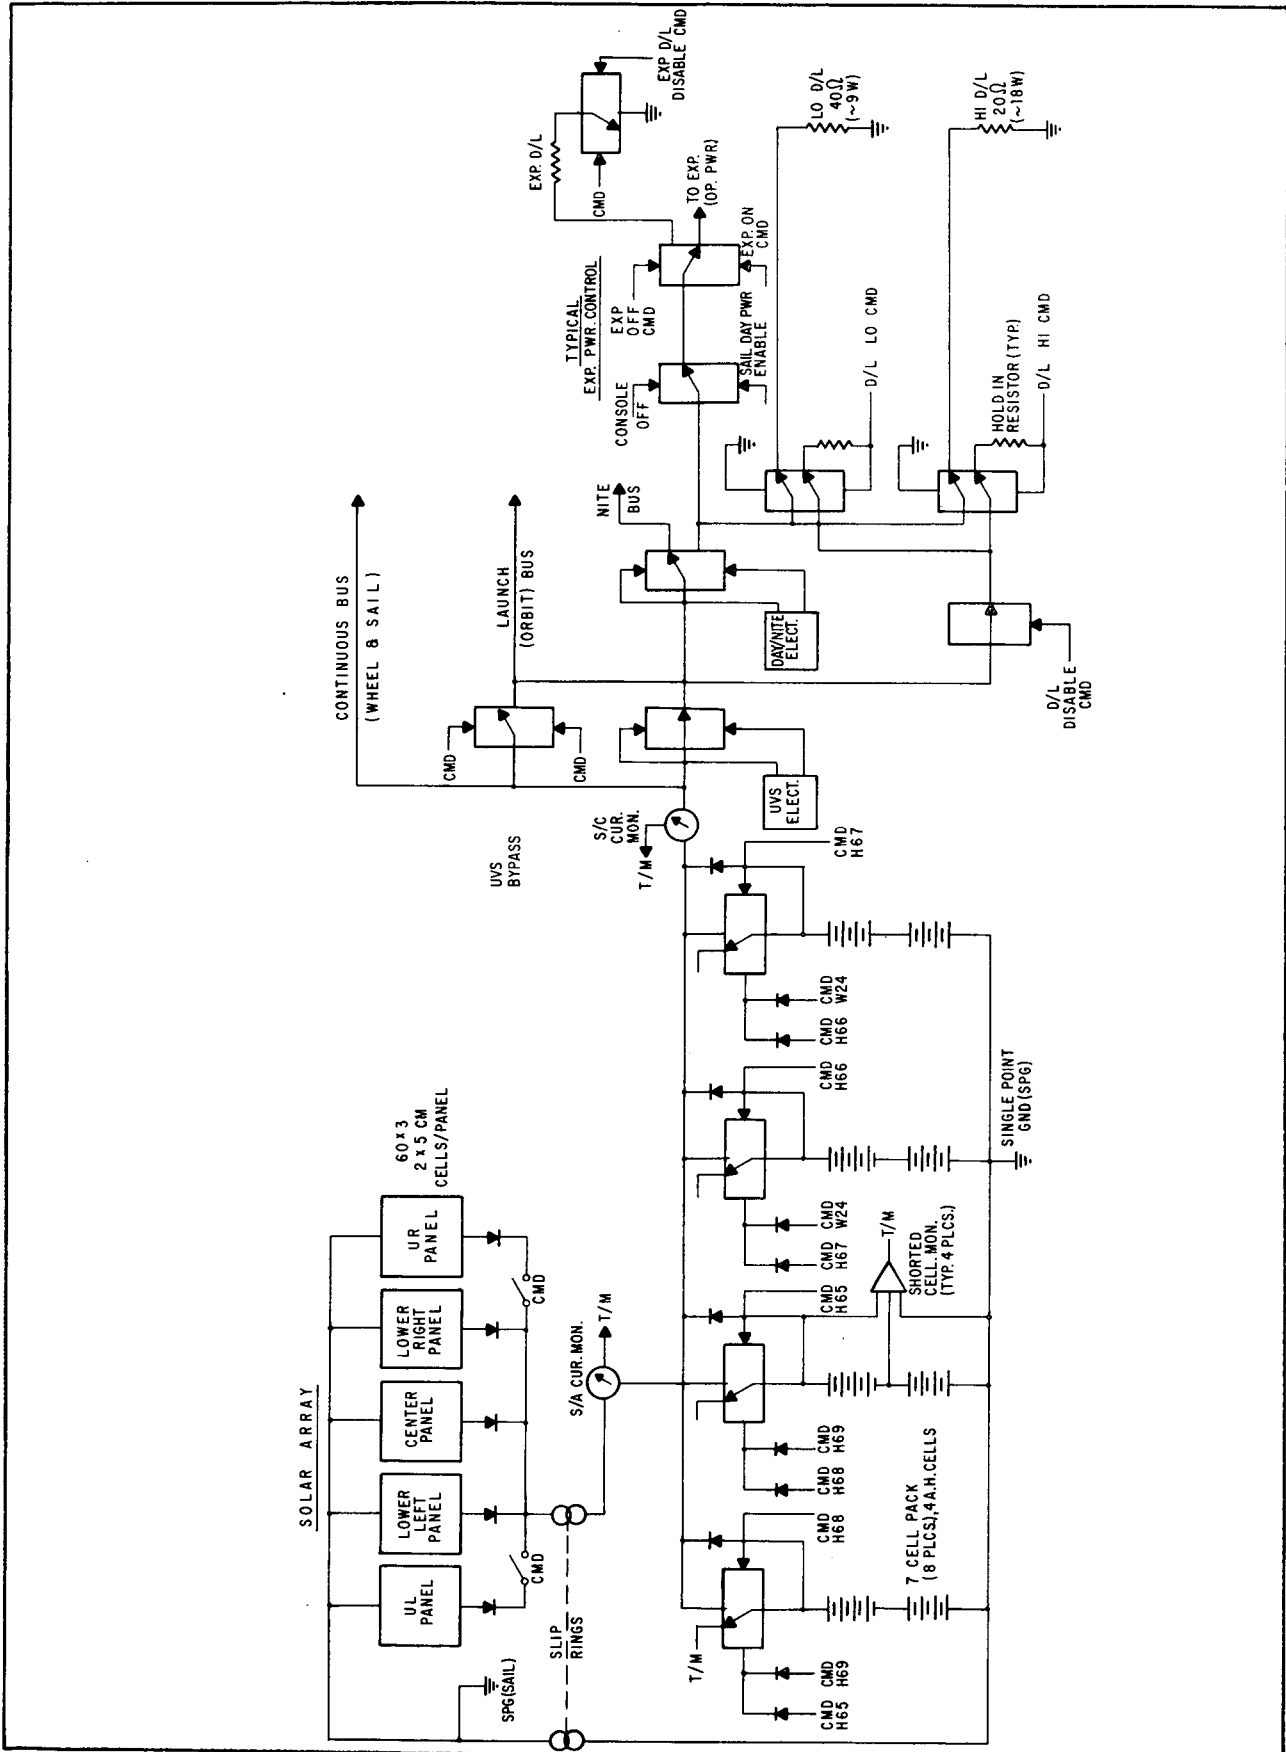 SOLAR ARRAY
UL
PANEL
LOWER
LEFT
PANEL
CENTER
PANEL
LOWER
RIGHT
PANEL
UR
PANEL
60 x 3
2 x 5 CM
CELLS/PANEL
CMD
CMD
SPG(SAIL)
SLIP
RINGS
S/A CUR. MON.
T/M
T/M
CMD
H65
CMD
H69
CMD
H68
7 CELL PACK
(8 PLCS.), 4 A.H. CELLS
CMD
H68
CMD
H69
CMD
H65
SHORTED
CELL. MON.
(TYP. 4 PLCS.)
T/M
CMD
H67
CMD
W24
CMD
H66
SINGLE POINT
GND (SPG)
CMD
H66
CMD
W24
CMD
H67
T/M
S/C
CUR.
MON.
UVS
BYPASS
CMD
CMD
UVS
ELECT.
CONTINUOUS BUS
(WHEEL & SAIL)
LAUNCH
(ORBIT) BUS
NITE
BUS
DAY/NITE
ELECT.
D/L
DISABLE
CMD
TYPICAL
EXP. PWR. CONTROL
CONSOLE
OFF
SAIL DAY PWR
ENABLE
EXP
OFF
CMD
EXP. ON
CMD
TO EXP.
(OP. PWR)
EXP. D/L
CMD
EXP D/L
DISABLE CMD
D/L LO CMD
LO D/L
40Ω
(~9W)
HOLD IN
RESISTOR (TYP.)
D/L HI CMD
HI D/L
20Ω
(~18W)